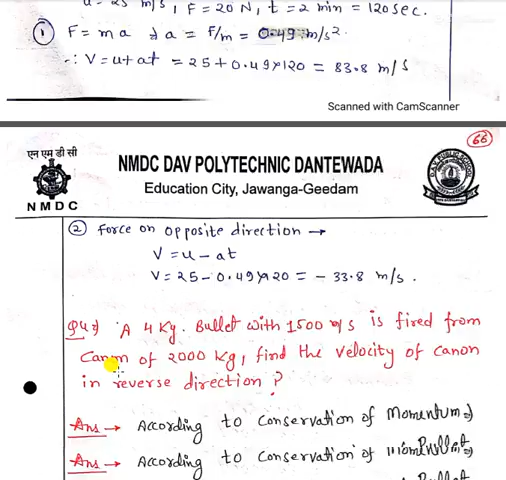 u = 25 m/s, F = 20 N, t = 2 min = 120 sec.
① F = ma ∂ a = F/m = 0.49 m/s².
∴ V = u + at = 25 + 0.49 × 120 = 83.8 m/s
Scanned with CamScanner
66
एन एम डी सी
NMDC DAV POLYTECHNIC DANTEWADA
Education City, Jawanga-Geedam
NMDC
② Force on opposite direction →
V = u - at
V = 25 - 0.49 × 120 = - 33.8 m/s.
A 4 Kg. Bullet with 1500 m/s is fired from
of 2000 kg, find the velocity of canon
in reverse direction?
Ans → According to conservation of Momentum
Ans → According to conservation of